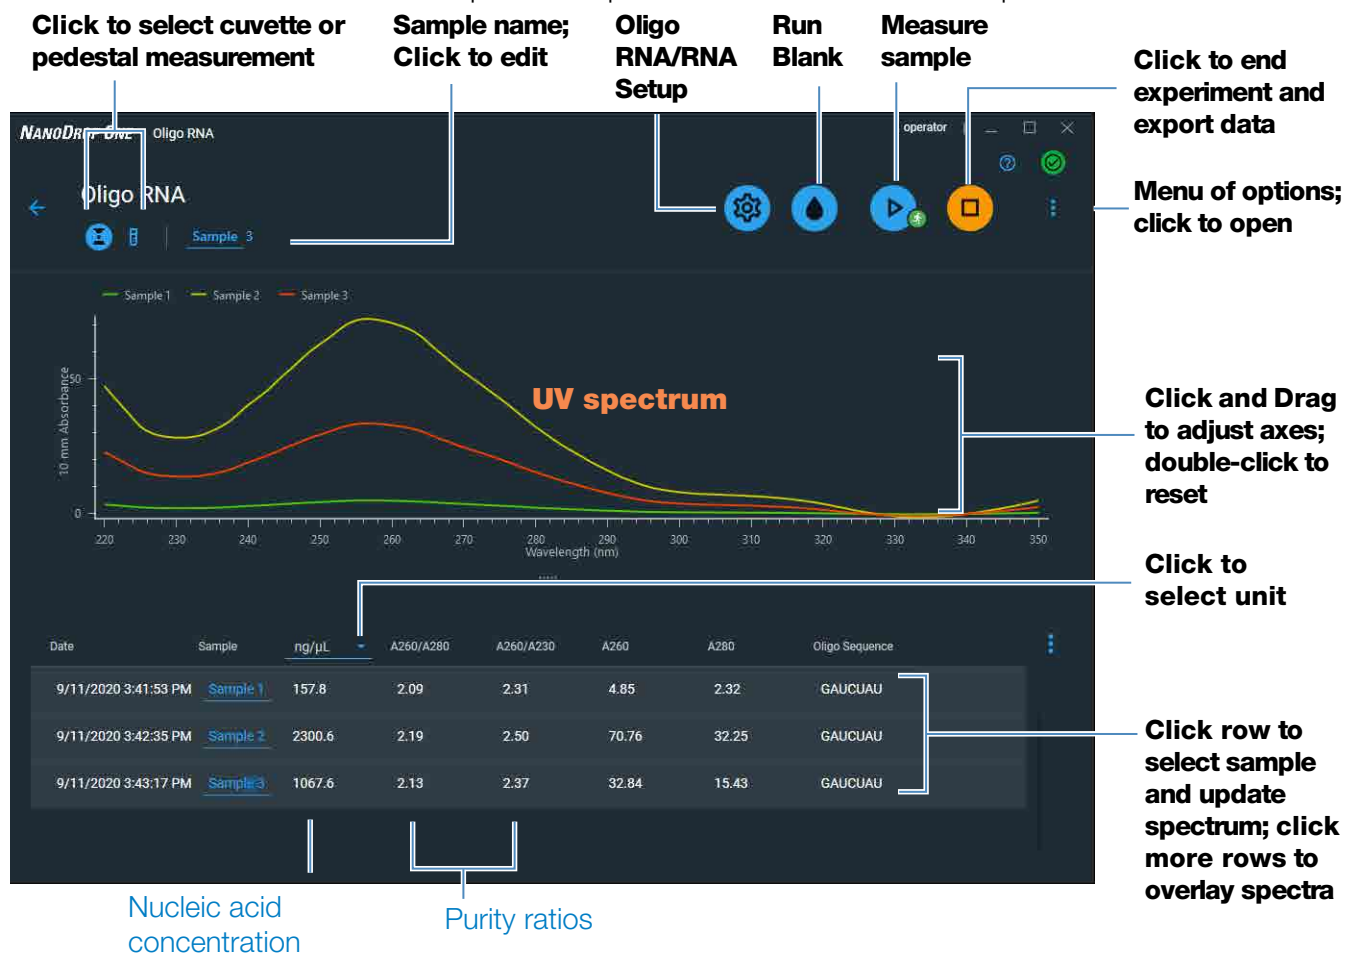 Click to select cuvette or
pedestal measurement
Sample name;
Click to edit
Oligo
RNA/RNA
Setup
Run
Blank
Measure
sample
Click to end
experiment and
export data
NANODROP ONE Oligo RNA
operator
Oligo RNA
Menu of options;
click to open
Sample 3
Sample 1 Sample 2 Sample 3
UV spectrum
10 mm Absorbance
50
0
220 230 240 250 260 270 280 290 300 310 320 330 340 350
Wavelength (nm)
Click and Drag
to adjust axes;
double-click to
reset
Click to
select unit
Date Sample ng/µL A260/A280 A260/A230 A260 A280 Oligo Sequence
9/11/2020 3:41:53 PM Sample 1 157.8 2.09 2.31 4.85 2.32 GAUCUAU
9/11/2020 3:42:35 PM Sample 2 2300.6 2.19 2.50 70.76 32.25 GAUCUAU
9/11/2020 3:43:17 PM Sample 3 1067.6 2.13 2.37 32.84 15.43 GAUCUAU
Click row to
select sample
and update
spectrum; click
more rows to
overlay spectra
Nucleic acid
concentration
Purity ratios